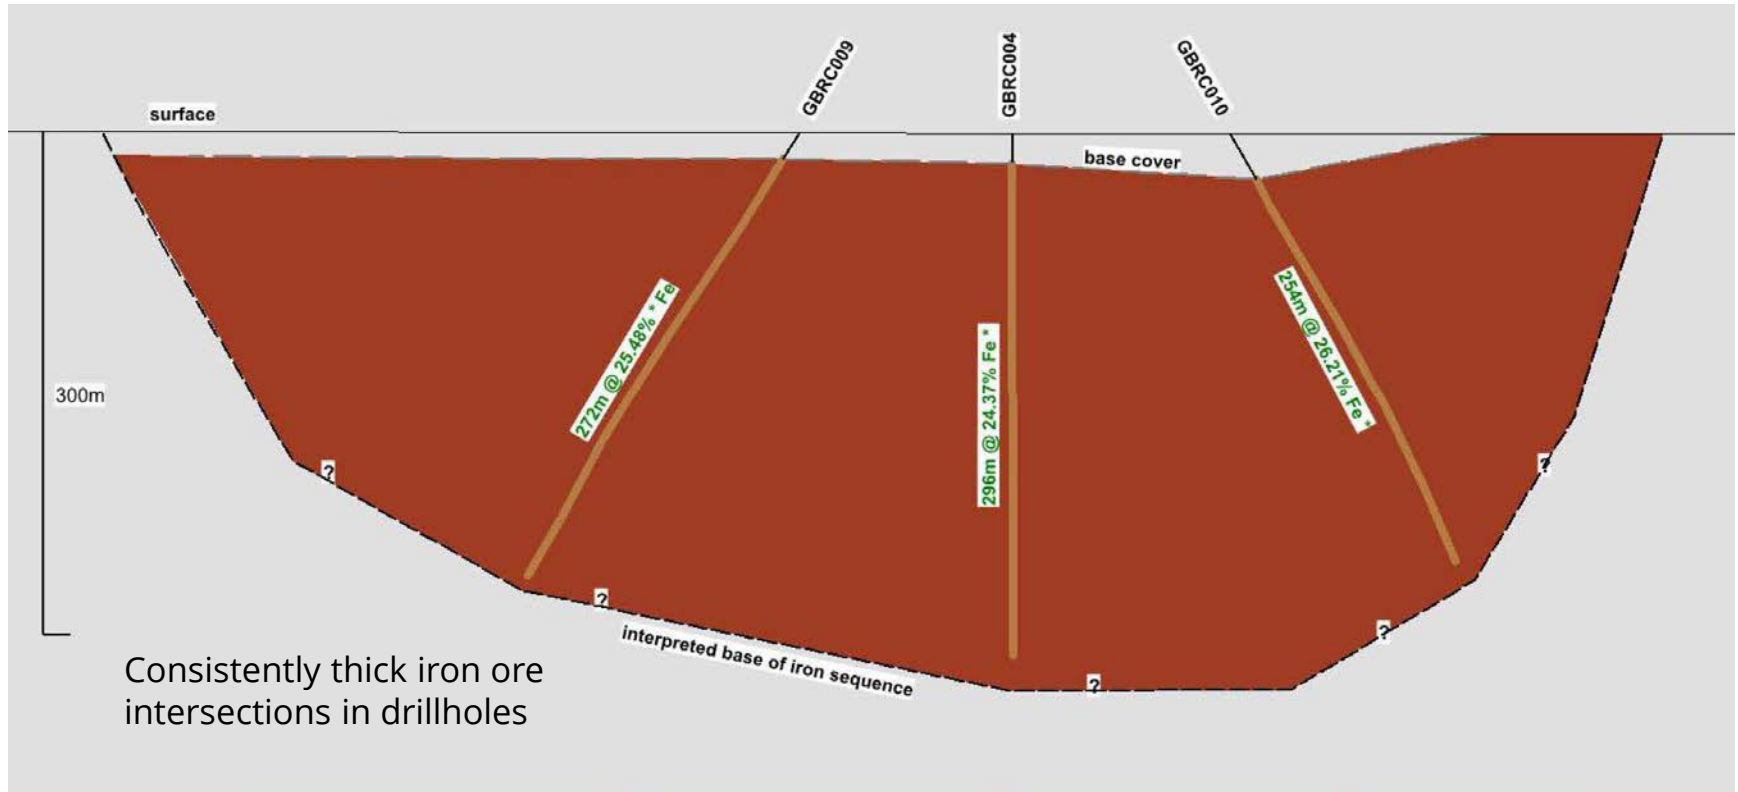 GBRC009
GBRC004
GBRC010
surface
base cover
272m @ 25.48% * Fe
296m @ 24.37% Fe *
254m @ 26.21% Fe *
300m
?
?
?
?
?
interpreted base of iron sequence
Consistently thick iron ore
intersections in drillholes